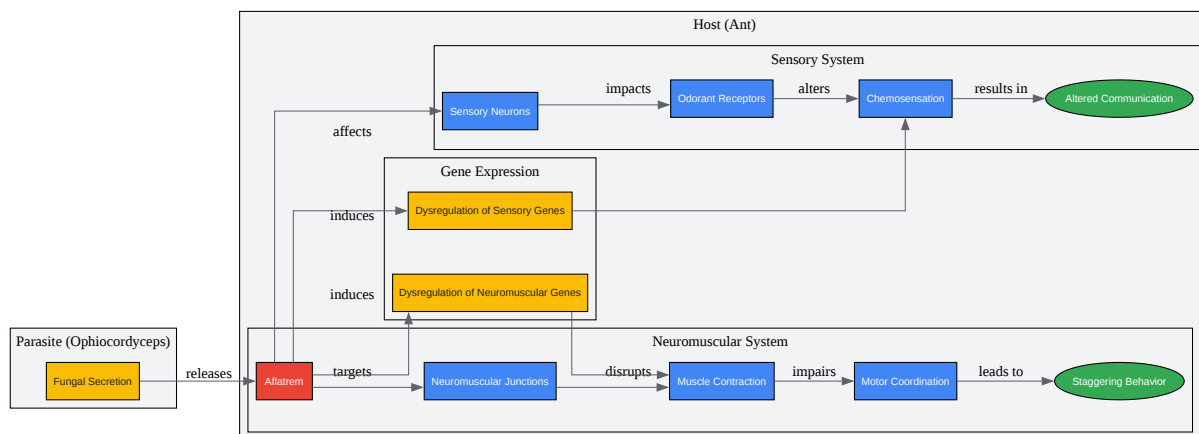 Host (Ant)
Sensory System
Sensory Neurons
impacts
Odorant Receptors
alters
Chemosensation
results in
Altered Communication
affects
Gene Expression
induces
Dysregulation of Sensory Genes
induces
Dysregulation of Neuromuscular Genes
Parasite (Ophiocordyceps)
Fungal Secretion
releases
Neuromuscular System
Aflatrem
targets
Neuromuscular Junctions
disrupts
Muscle Contraction
impairs
Motor Coordination
leads to
Staggering Behavior